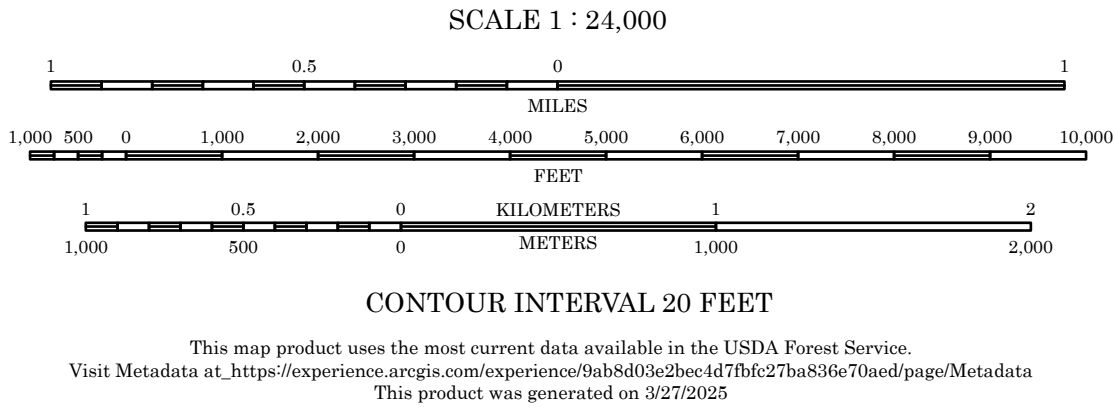 SCALE 1 : 24,000
1 0.5 0 1
MILES
1,000 500 0 1,000 2,000 3,000 4,000 5,000 6,000 7,000 8,000 9,000 10,000
FEET
1 0.5 0 KILOMETERS 1 2
1,000 500 0 METERS 1,000 2,000
CONTOUR INTERVAL 20 FEET
This map product uses the most current data available in the USDA Forest Service.
Visit Metadata at_https://experience.arcgis.com/experience/9ab8d03e2bec4d7fbfc27ba836e70aed/page/Metadata
This product was generated on 3/27/2025